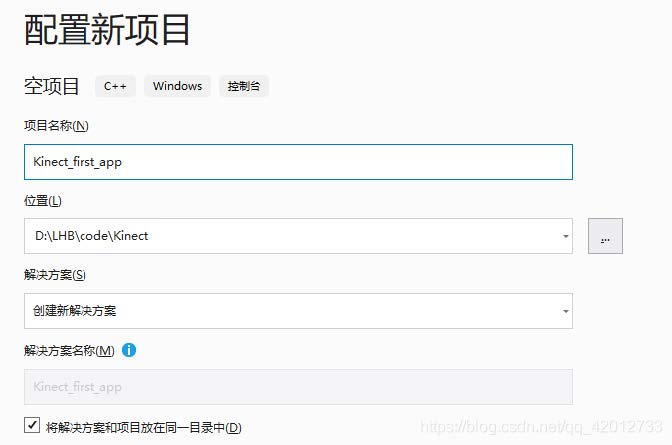 配置新项目
空项目 C++ Windows 控制台
项目名称(N)
Kinect_first_app
位置(L)
D:\LHB\code\Kinect
...
解决方案(S)
创建新解决方案
解决方案名称(M)
Kinect_first_app
将解决方案和项目放在同一目录中(D)
https://blog.csdn.net/qq_42012733